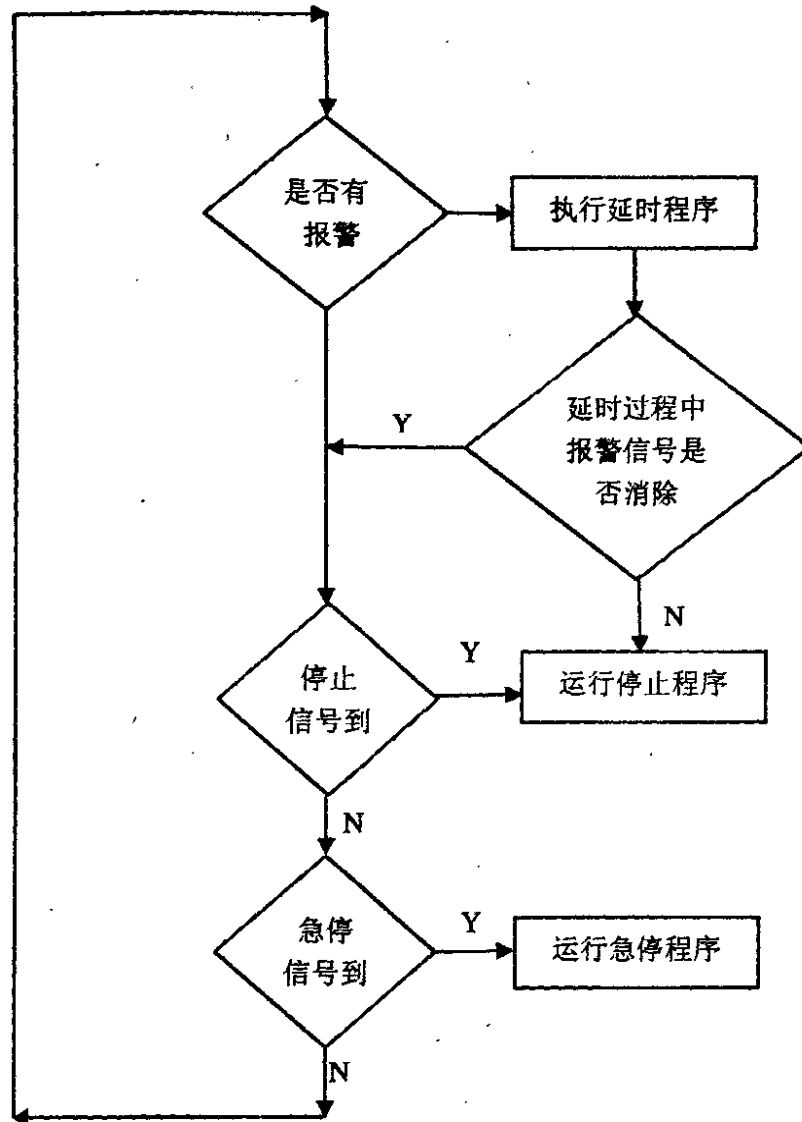 是否有
报警
执行延时程序
延时过程中
报警信号是
否消除
Y
N
停止
信号到
Y
运行停止程序
N
急停
信号到
Y
运行急停程序
N